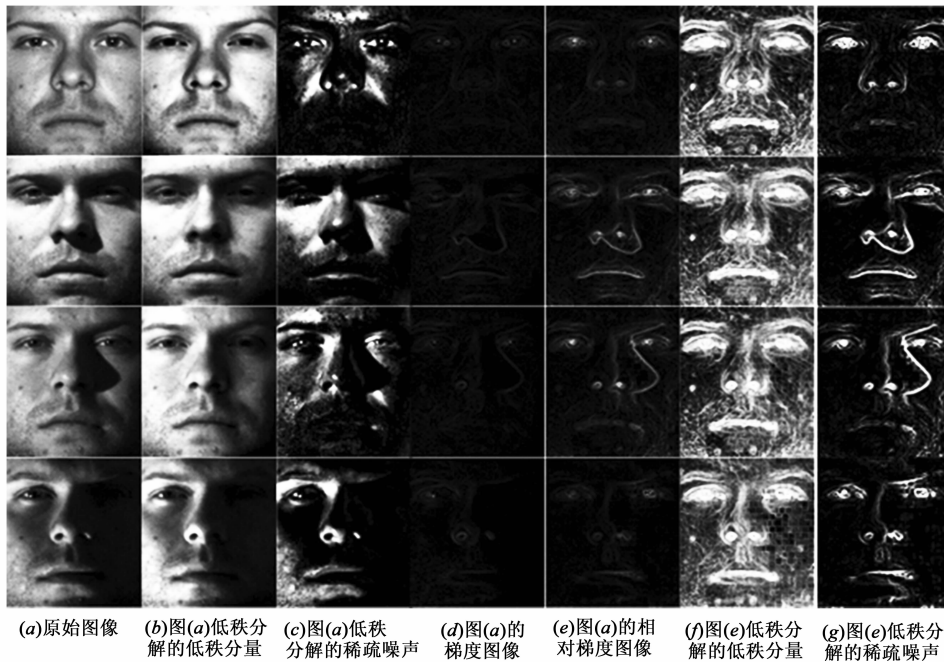 (a)原始图像
(b)图(a)低秩分
解的低秩分量
(c)图(a)低秩
分解的稀疏噪声
(d)图(a)的
梯度图像
(e)图(a)的相
对梯度图像
(f)图(e)低秩分
解的低秩分量
(g)图(e)低秩分
解的稀疏噪声